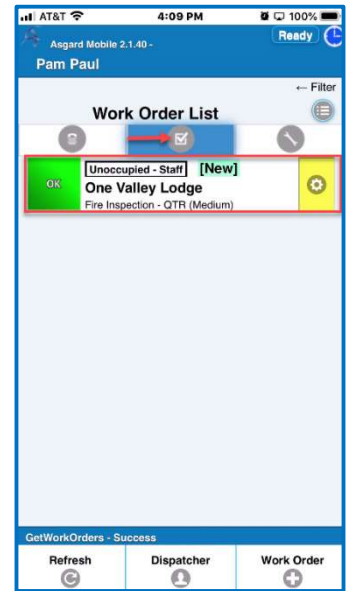 AT&T 4:09 PM 100%
Asgard Mobile 2.1.40 - Ready
Pam Paul
← Filter
Work Order List
Unoccupied - Staff [New]
OK One Valley Lodge
Fire Inspection - QTR (Medium)
GetWorkOrders - Success
Refresh Dispatcher Work Order